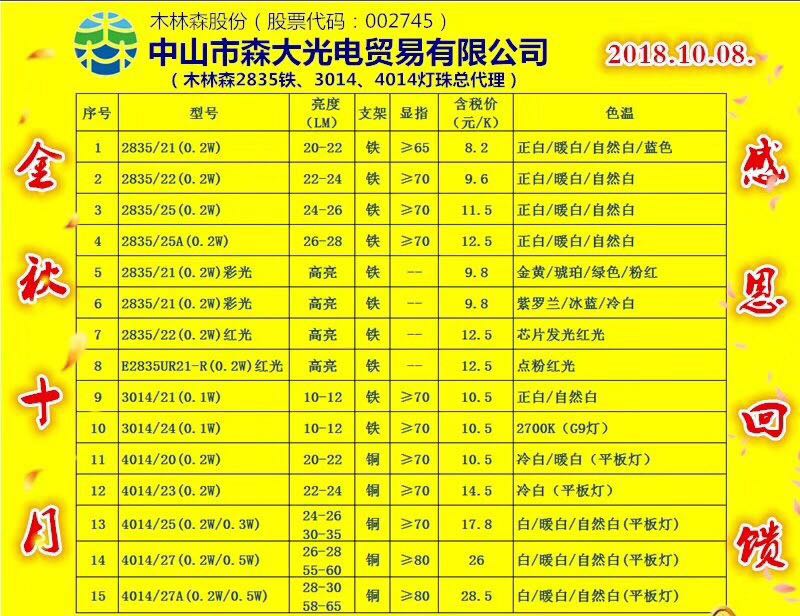 木林森股份（股票代码：002745）
中山市森大光电贸易有限公司
2018.10.08.
（木林森2835铁、3014、4014灯珠总代理）
序号 型号 亮度（LM） 支架 显指 含税价（元/K） 色温
1 2835/21(0.2W) 20-22 铁 ≥65 8.2 正白/暖白/自然白/蓝色
2 2835/22(0.2W) 22-24 铁 ≥70 9.6 正白/暖白/自然白
3 2835/25(0.2W) 24-26 铁 ≥70 11.5 正白/暖白/自然白
4 2835/25A(0.2W) 26-28 铁 ≥70 12.5 正白/暖白/自然白
5 2835/21(0.2W)彩光 高亮 铁 -- 9.8 金黄/琥珀/绿色/粉红
6 2835/21(0.2W)彩光 高亮 铁 -- 9.8 紫罗兰/冰蓝/冷白
7 2835/22(0.2W)红光 高亮 铁 -- 12.5 芯片发光红光
8 E2835UR21-R(0.2W)红光 高亮 铁 -- 12.5 点粉红光
9 3014/21(0.1W) 10-12 铁 ≥70 10.5 正白/自然白
10 3014/24(0.1W) 10-12 铁 ≥70 10.5 2700K（G9灯）
11 4014/20(0.2W) 20-22 铜 ≥70 10.5 冷白/暖白（平板灯）
12 4014/23(0.2W) 22-24 铜 ≥70 14.5 冷白（平板灯）
13 4014/25(0.2W/0.3W) 24-26 30-35 铜 ≥70 17.8 白/暖白/自然白(平板灯)
14 4014/27(0.2W/0.5W) 26-28 55-60 铜 ≥80 26 白/暖白/自然白(平板灯)
15 4014/27A(0.2W/0.5W) 28-30 58-65 铜 ≥80 28.5 白/暖白/自然白(平板灯)
金秋十月
感恩回馈